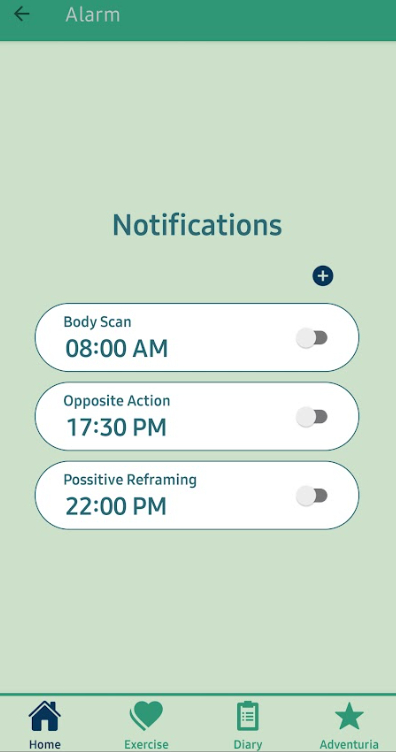 Alarm
Notifications
Body Scan
08:00 AM
Opposite Action
17:30 PM
Possitive Reframing
22:00 PM
Home
Exercise
Diary
Adventuria